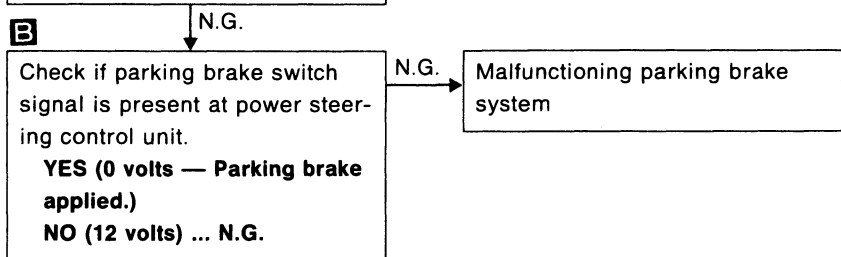 N.G.
B
Check if parking brake switch
signal is present at power steer-
ing control unit.
YES (0 volts — Parking brake
applied.)
NO (12 volts) ... N.G.
N.G.
Malfunctioning parking brake
system